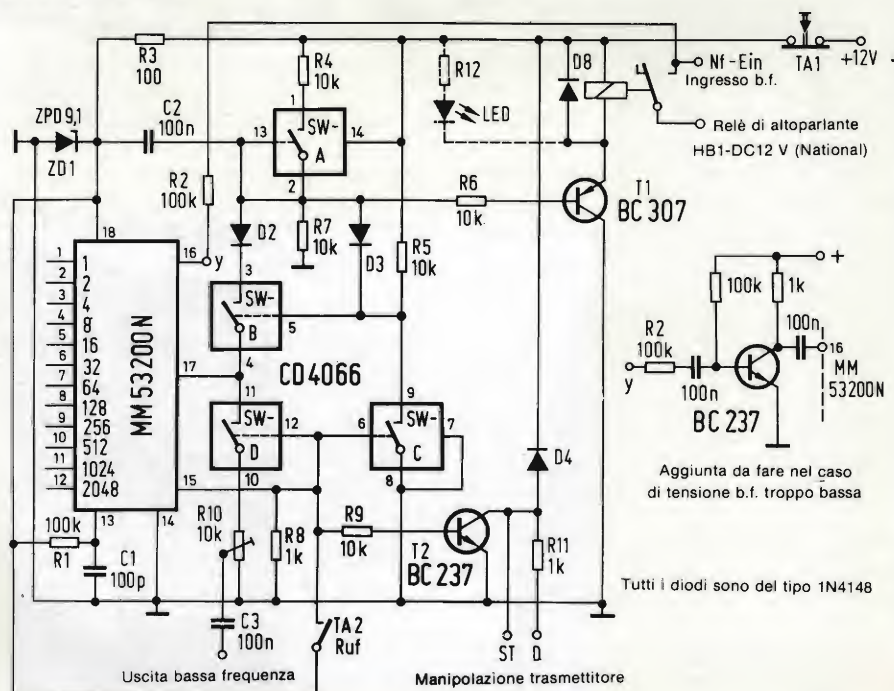 R3
100
R4
10k
R12
D8
Nf-Ein
Ingresso b.f.
TA1
+12V
ZPD 9,1
ZD1
C2
100n
1
13
SW-
A
14
2
LED
Relè di altoparlante
HB1-DC12 V (National)
R2
100k
R7
10k
R6
10k
T1
BC 307
18
16
y
D2
D3
R5
10k
1
2
3
4
5
6
7
8
9
10
11
12
1
2
4
8
16
32
64
128
256
512
1024
2048
MM53200N
3
SW-
B
5
4
17
CD4066
11
SW-
D
12
10
9
6
SW-
C
7
8
15
13
14
100k
R1
C1
100p
R10
10k
R8
1k
R9
10k
T2
BC 237
D4
R11
1k
C3
100n
TA2
Ruf
ST
Q
Uscita bassa frequenza
Manipolazione trasmettitore
+
100k
1k
100n
16
MM
53200N
R2
100k
y
100n
BC 237
Aggiunta da fare nel caso
di tensione b.f. troppo bassa
Tutti i diodi sono del tipo 1N4148